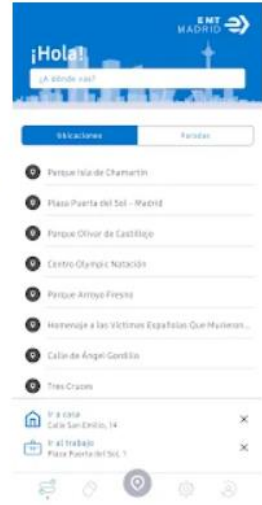 EMT
MADRID
¡Hola!
¿A dónde vas?
Ubicaciones
Paradas
Parque Isla de Chamartín
Plaza Puerta del Sol - Madrid
Parque Olivar de Castillejo
Centro Olympic Natación
Parque Arroyo Fresno
Homenaje a las Víctimas Españolas Que Murieron...
Calle de Ángel Gordillo
Tres Cruces
Ir a casa
Calle San Emilio, 14
Ir al trabajo
Plaza Puerta del Sol, 1